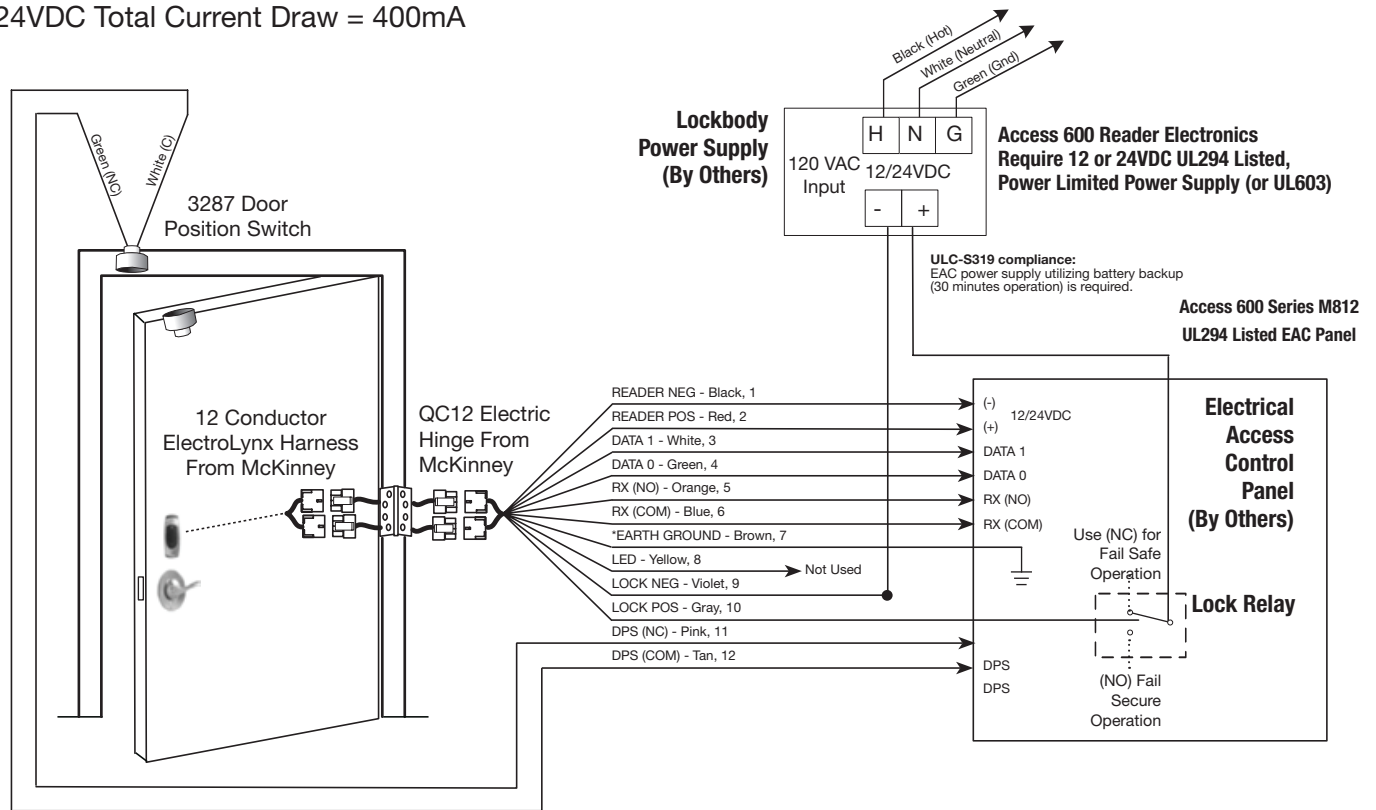 24VDC Total Current Draw = 400mA
Black (Hot)
White (Neutral)
Green (Gnd)
Lockbody
Power Supply
(By Others)
H N G
120 VAC
Input
12/24VDC
- +
Access 600 Reader Electronics
Require 12 or 24VDC UL294 Listed,
Power Limited Power Supply (or UL603)
ULC-S319 compliance:
EAC power supply utilizing battery backup
(30 minutes operation) is required.
Access 600 Series M812
UL294 Listed EAC Panel
Green (NC)
White (C)
3287 Door
Position Switch
12 Conductor
ElectroLynx Harness
From McKinney
QC12 Electric
Hinge From
McKinney
READER NEG - Black, 1
READER POS - Red, 2
DATA 1 - White, 3
DATA 0 - Green, 4
RX (NO) - Orange, 5
RX (COM) - Blue, 6
*EARTH GROUND - Brown, 7
LED - Yellow, 8
Not Used
LOCK NEG - Violet, 9
LOCK POS - Gray, 10
DPS (NC) - Pink, 11
DPS (COM) - Tan, 12
(-)
12/24VDC
(+)
DATA 1
DATA 0
RX (NO)
RX (COM)
DPS
DPS
Electrical
Access
Control
Panel
(By Others)
Use (NC) for
Fail Safe
Operation
Lock Relay
(NO) Fail
Secure
Operation